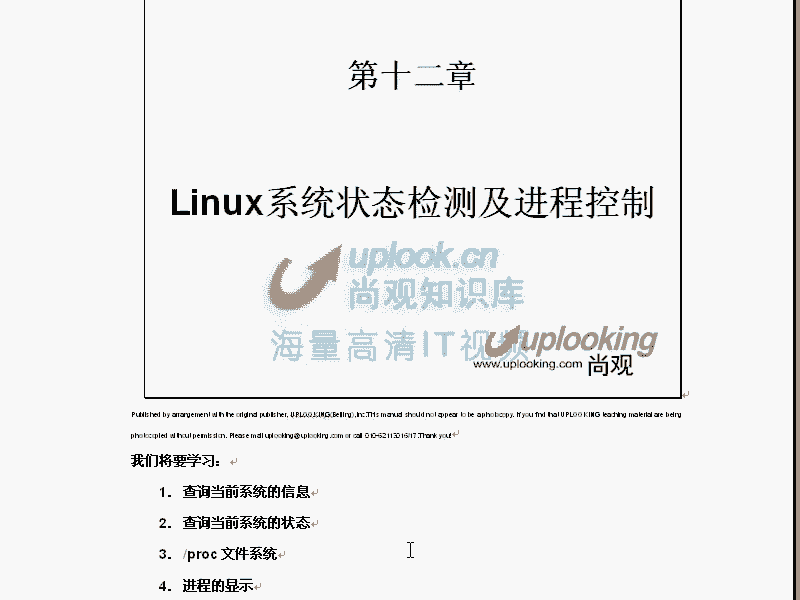 第十二章
Linux系统状态检测及进程控制
uplook.cn
尚观知识库
海量高清IT视频
uplooking
www.uplooking.com 尚观
Published by arrangement with the original publisher, UPLOOKING(Beijing),Inc.This manual should not appear to be a photocopy. If you find that UPLOOKING teaching material are being
photocopied without permission. Please mail uplooking@uplooking.com or call 010-62113016/17.Thank you!
我们将要学习：
1. 查询当前系统的信息
2. 查询当前系统的状态
3. /proc 文件系统
4. 进程的显示